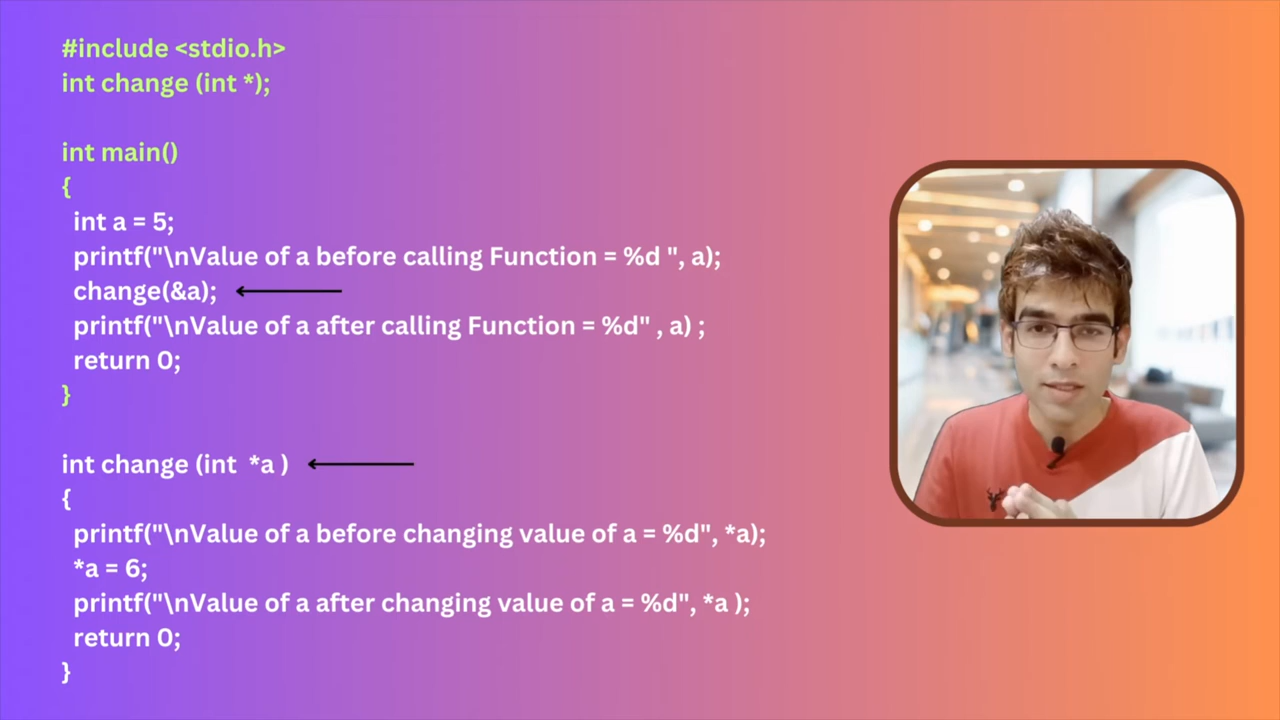 #include <stdio.h>
int change (int *);
int main()
{
int a = 5;
printf("\nValue of a before calling Function = %d ", a);
change(&a);
printf("\nValue of a after calling Function = %d" , a) ;
return 0;
}
int change (int  *a )
{
printf("\nValue of a before changing value of a = %d", *a);
*a = 6;
printf("\nValue of a after changing value of a = %d", *a );
return 0;
}